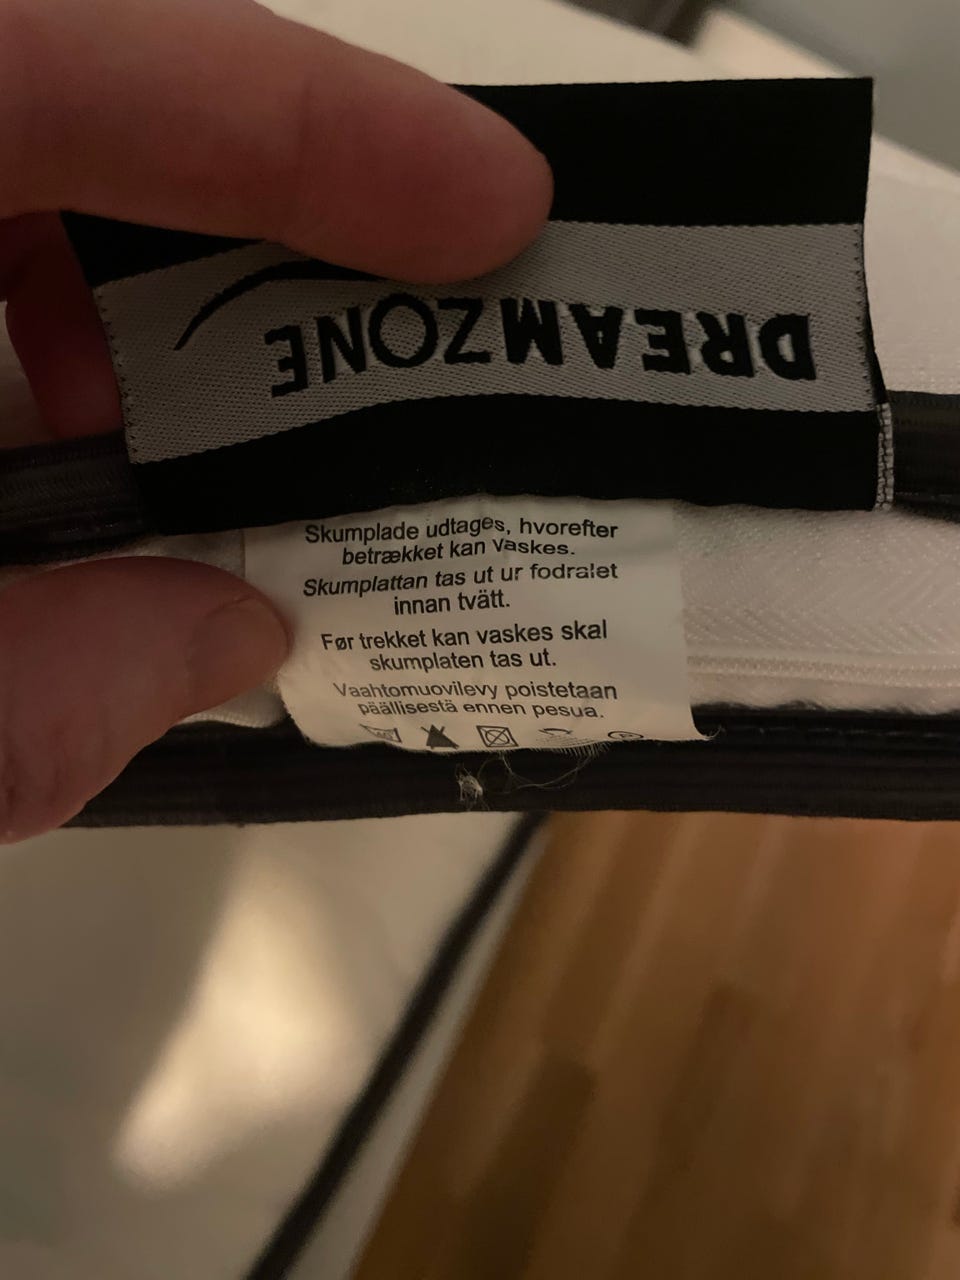 DREAMZONE
Skumplade udtages, hvorefter
betrækket kan vaskes.
Skumplattan tas ut ur fodralet
innan tvätt.
Før trekket kan vaskes skal
skumplaten tas ut.
Vaahtomuovilevy poistetaan
päällisestä ennen pesua.